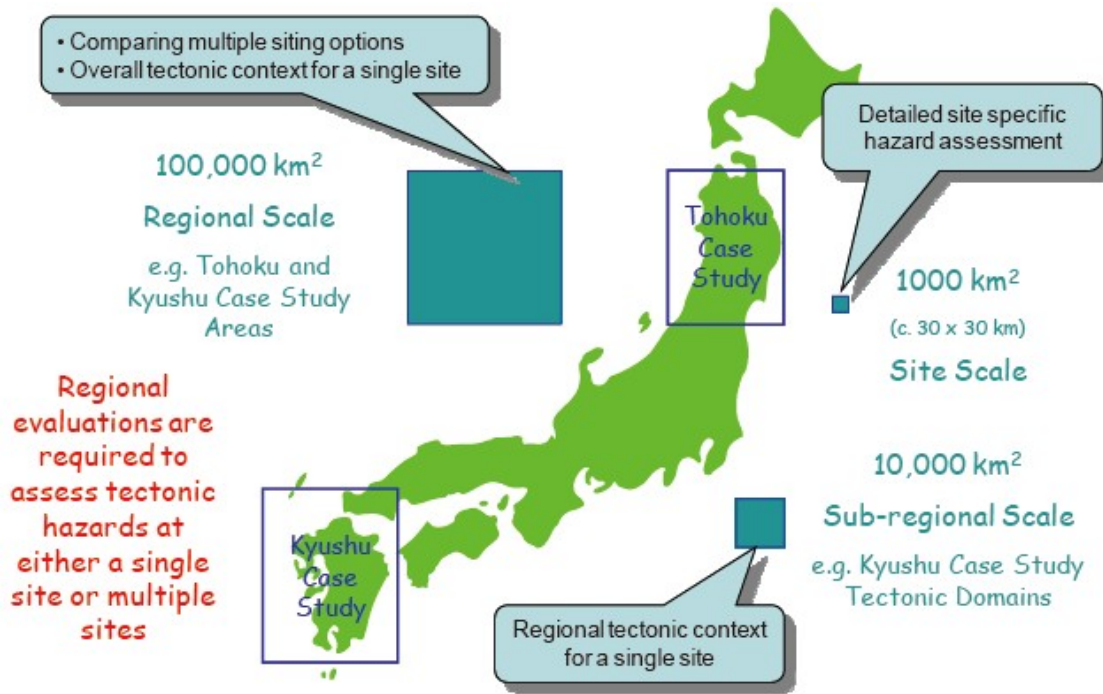 • Comparing multiple siting options
• Overall tectonic context for a single site
100,000 km²
Regional Scale
e.g. Tohoku and
Kyushu Case Study
Areas
Detailed site specific
hazard assessment
Tohoku
Case
Study
1000 km²
(c. 30 x 30 km)
Site Scale
Regional
evaluations are
required to
assess tectonic
hazards at
either a single
site or multiple
sites
10,000 km²
Sub-regional Scale
e.g. Kyushu Case Study
Tectonic Domains
Kyushu
Case
Study
Regional tectonic context
for a single site